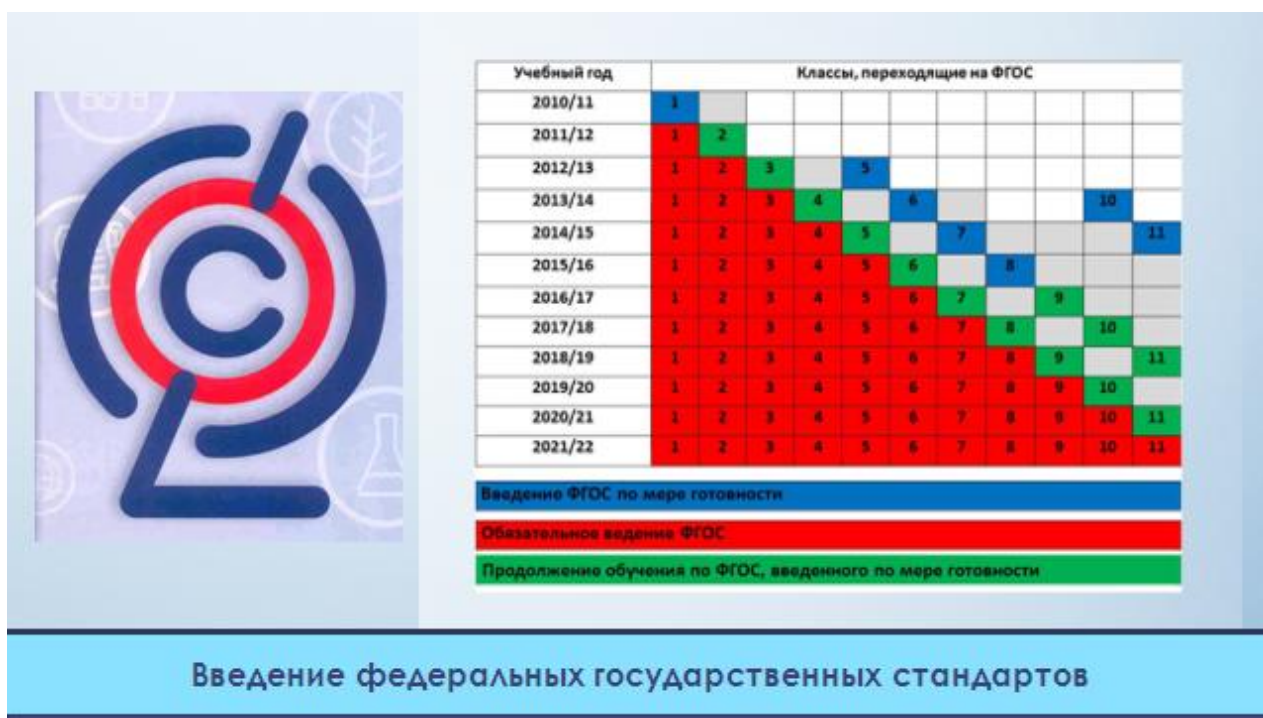 Учебный год Классы, переходящие на ФГОС
2010/11 1
2011/12 1 2
2012/13 1 2 3 5
2013/14 1 2 3 4 6 10
2014/15 1 2 3 4 5 7 11
2015/16 1 2 3 4 5 6 8
2016/17 1 2 3 4 5 6 7 9
2017/18 1 2 3 4 5 6 7 8 10
2018/19 1 2 3 4 5 6 7 8 9 11
2019/20 1 2 3 4 5 6 7 8 9 10
2020/21 1 2 3 4 5 6 7 8 9 10 11
2021/22 1 2 3 4 5 6 7 8 9 10 11
Введение ФГОС по мере готовности
Обязательное ведение ФГОС
Продолжение обучения по ФГОС, введенного по мере готовности
Введение федеральных государственных стандартов